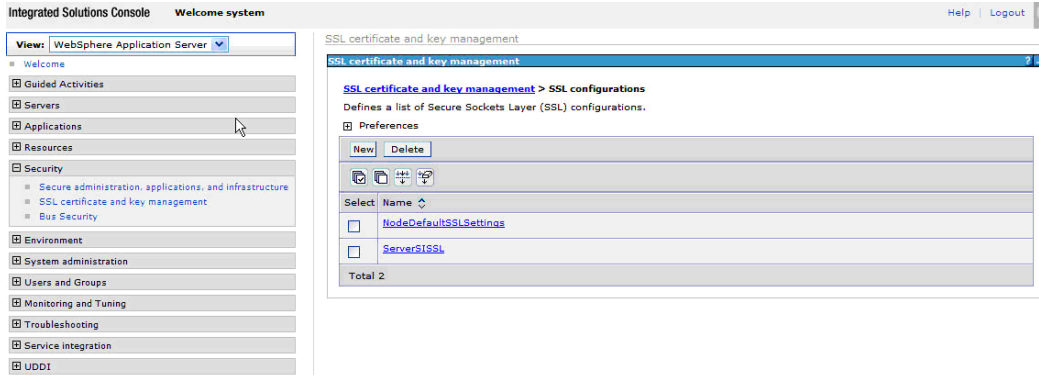 Integrated Solutions Console Welcome system Help | Logout
View: WebSphere Application Server
Welcome
Guided Activities
Servers
Applications
Resources
Security
Secure administration, applications, and infrastructure
SSL certificate and key management
Bus Security
Environment
System administration
Users and Groups
Monitoring and Tuning
Troubleshooting
Service integration
UDDI
SSL certificate and key management
SSL certificate and key management ?
SSL certificate and key management > SSL configurations
Defines a list of Secure Sockets Layer (SSL) configurations.
Preferences
New Delete
Select Name
NodeDefaultSSLSettings
ServerSISSL
Total 2